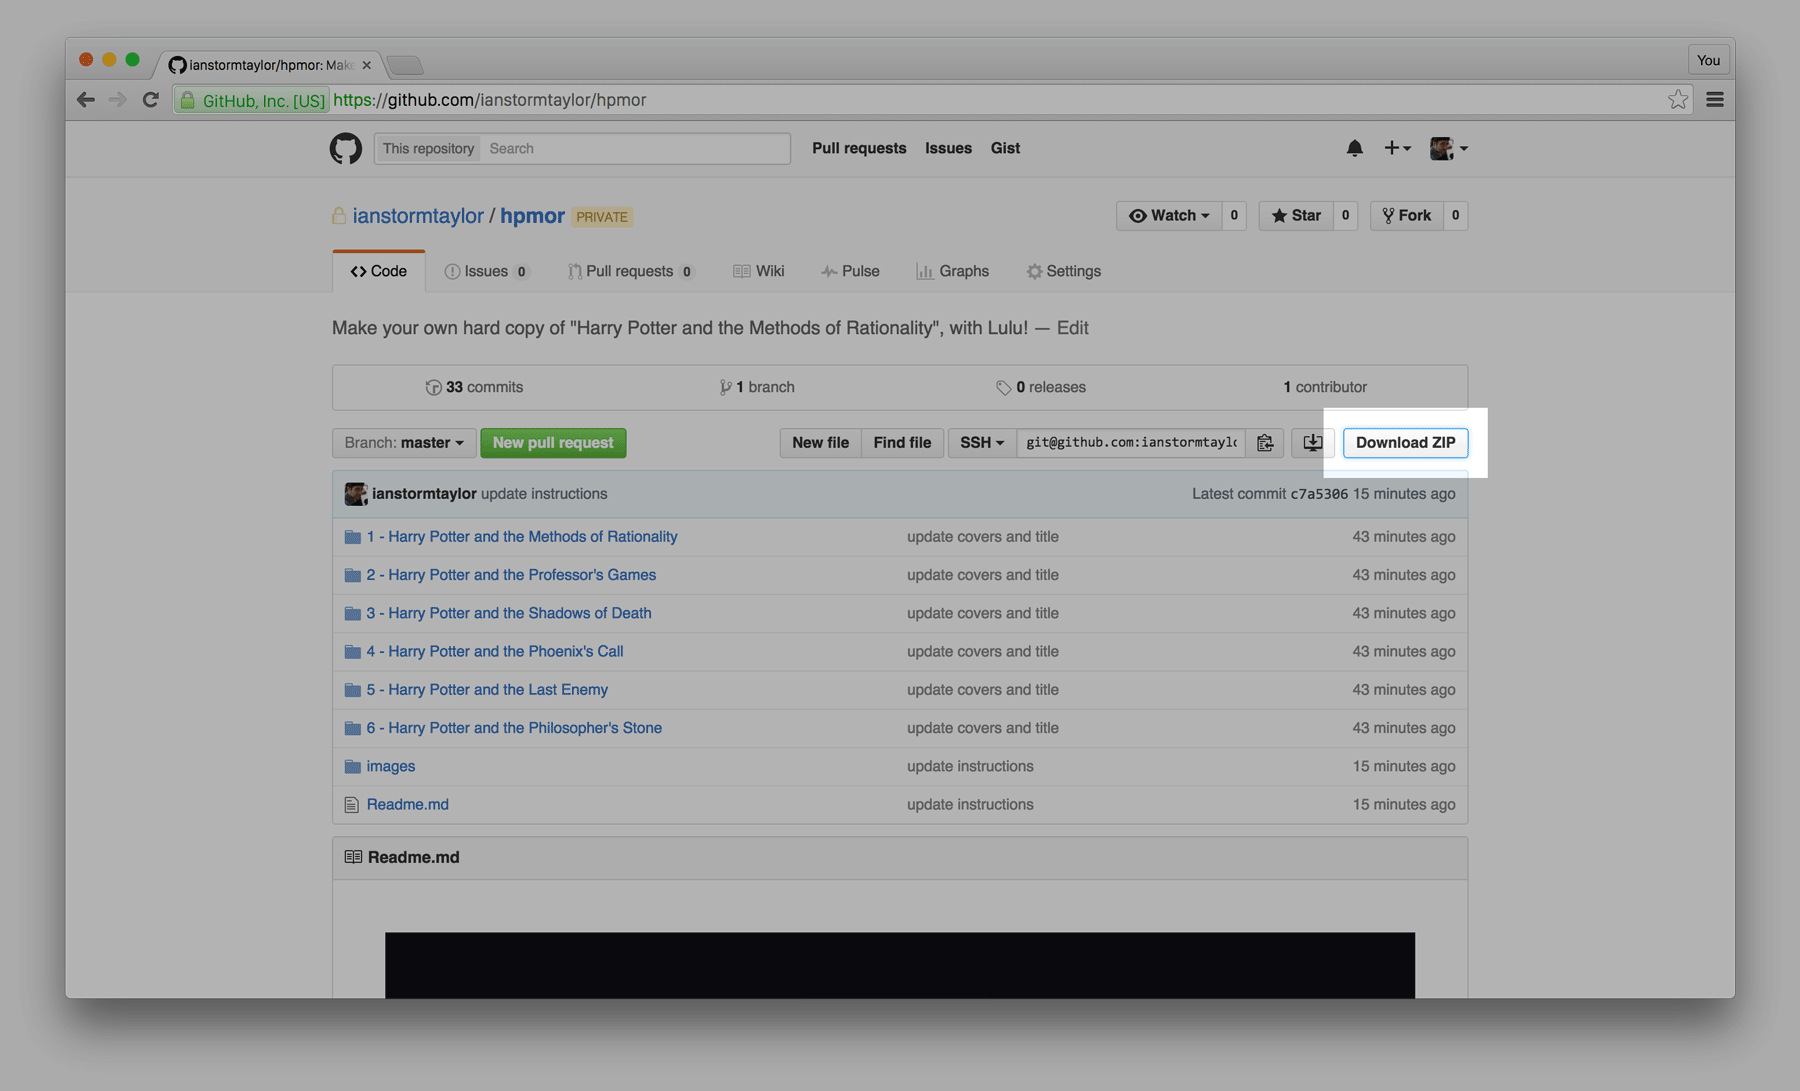 ianstormtaylor/hpmor: Make
You
GitHub, Inc. [US] https://github.com/ianstormtaylor/hpmor
This repository Search Pull requests Issues Gist
ianstormtaylor / hpmor PRIVATE Watch 0 Star 0 Fork 0
Code Issues 0 Pull requests 0 Wiki Pulse Graphs Settings
Make your own hard copy of "Harry Potter and the Methods of Rationality", with Lulu! — Edit
33 commits 1 branch 0 releases 1 contributor
Branch: master New pull request New file Find file SSH git@github.com:ianstormtaylo Download ZIP
ianstormtaylor update instructions Latest commit c7a5306 15 minutes ago
1 - Harry Potter and the Methods of Rationality update covers and title 43 minutes ago
2 - Harry Potter and the Professor's Games update covers and title 43 minutes ago
3 - Harry Potter and the Shadows of Death update covers and title 43 minutes ago
4 - Harry Potter and the Phoenix's Call update covers and title 43 minutes ago
5 - Harry Potter and the Last Enemy update covers and title 43 minutes ago
6 - Harry Potter and the Philosopher's Stone update covers and title 43 minutes ago
images update instructions 15 minutes ago
Readme.md update instructions 15 minutes ago
Readme.md